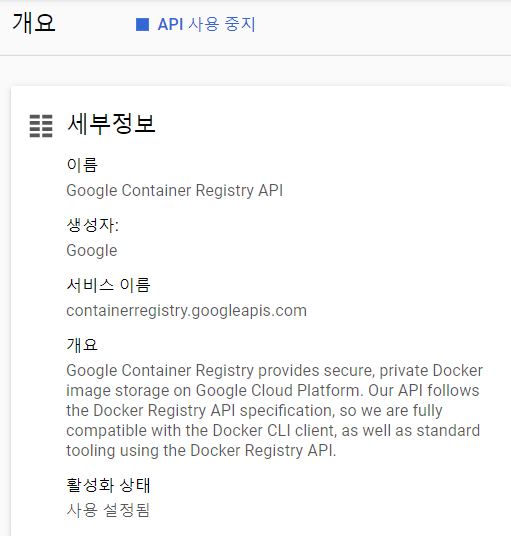 개요
API 사용 중지
세부정보
이름
Google Container Registry API
생성자:
Google
서비스 이름
containerregistry.googleapis.com
개요
Google Container Registry provides secure, private Docker
image storage on Google Cloud Platform. Our API follows
the Docker Registry API specification, so we are fully
compatible with the Docker CLI client, as well as standard
tooling using the Docker Registry API.
활성화 상태
사용 설정됨